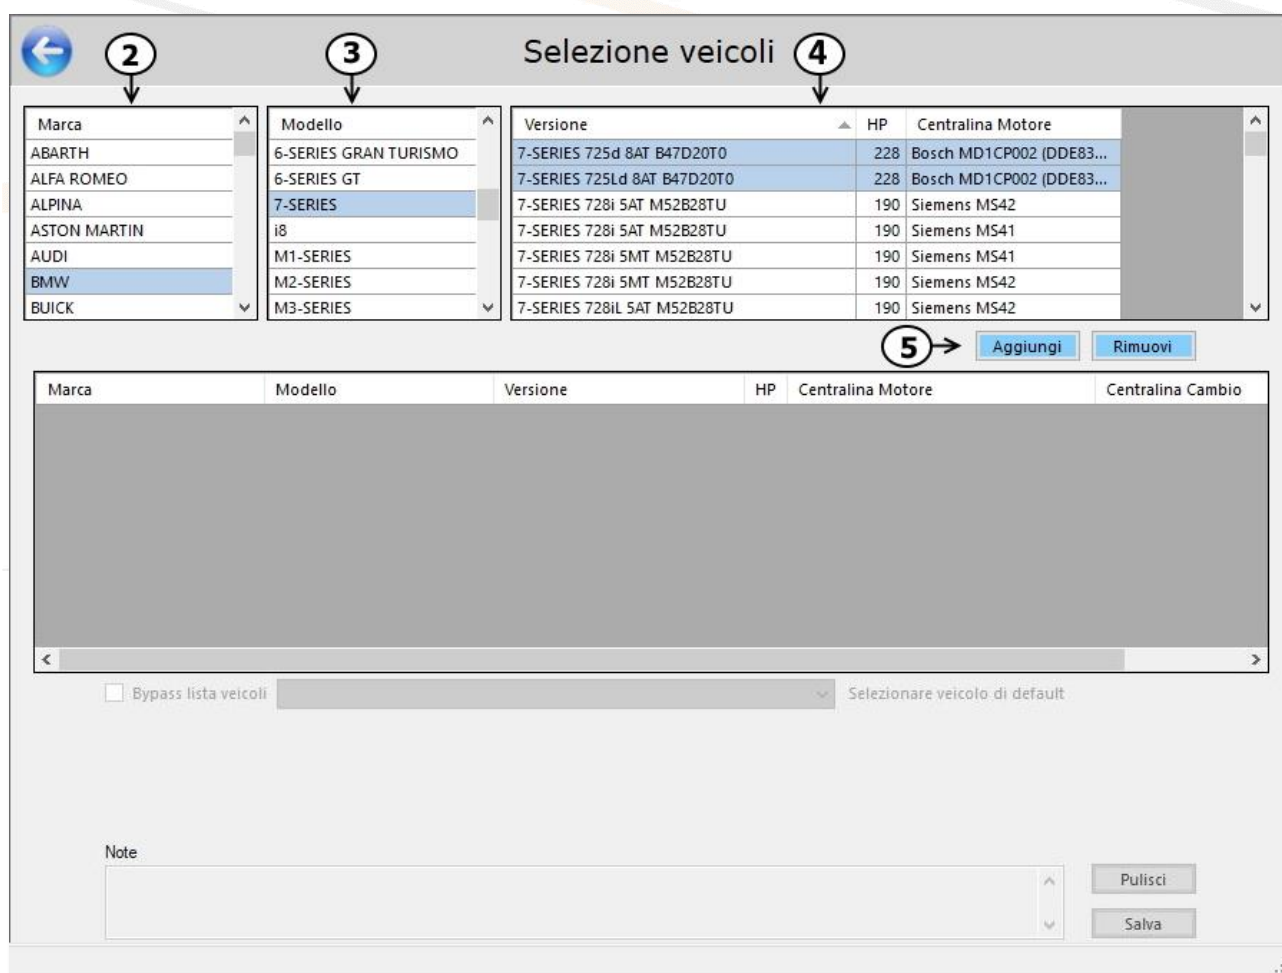 Selezione veicoli
2
3
4
Marca
ABARTH
ALFA ROMEO
ALPINA
ASTON MARTIN
AUDI
BMW
BUICK
Modello
6-SERIES GRAN TURISMO
6-SERIES GT
7-SERIES
i8
M1-SERIES
M2-SERIES
M3-SERIES
Versione HP Centralina Motore
7-SERIES 725d 8AT B47D20T0 228 Bosch MD1CP002 (DDE83...
7-SERIES 725Ld 8AT B47D20T0 228 Bosch MD1CP002 (DDE83...
7-SERIES 728i 5AT M52B28TU 190 Siemens MS42
7-SERIES 728i 5AT M52B28TU 190 Siemens MS41
7-SERIES 728i 5MT M52B28TU 190 Siemens MS41
7-SERIES 728i 5MT M52B28TU 190 Siemens MS42
7-SERIES 728iL 5AT M52B28TU 190 Siemens MS42
5 Aggiungi Rimuovi
Marca Modello Versione HP Centralina Motore Centralina Cambio
Bypass lista veicoli Selezionare veicolo di default
Note
Pulisci
Salva